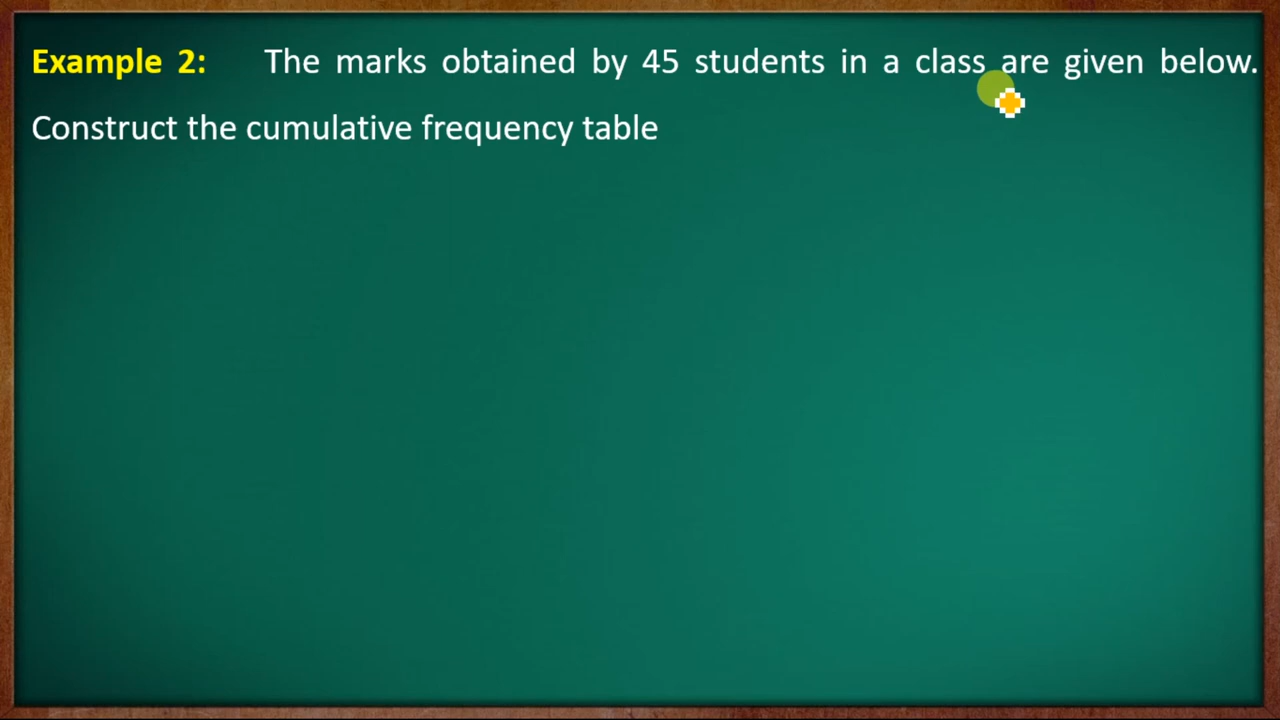 Example 2: The marks obtained by 45 students in a class are given below.
Construct the cumulative frequency table